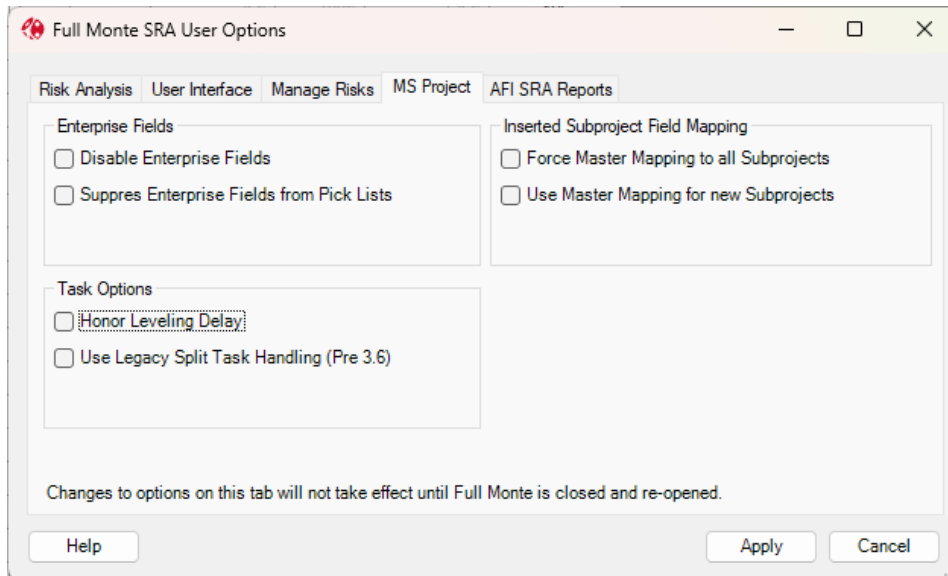 Full Monte SRA User Options
Risk Analysis User Interface Manage Risks MS Project AFI SRA Reports
Enterprise Fields
Disable Enterprise Fields
Suppres Enterprise Fields from Pick Lists
Inserted Subproject Field Mapping
Force Master Mapping to all Subprojects
Use Master Mapping for new Subprojects
Task Options
Honor Leveling Delay
Use Legacy Split Task Handling (Pre 3.6)
Changes to options on this tab will not take effect until Full Monte is closed and re-opened.
Help Apply Cancel